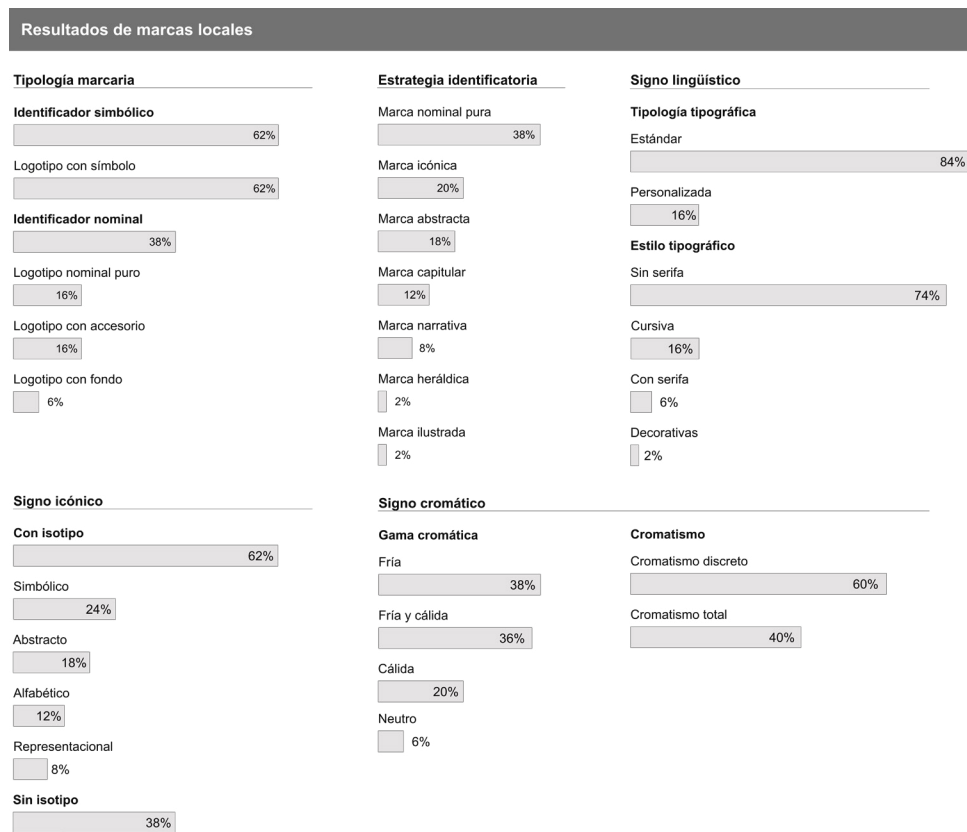 Resultados de marcas locales
Tipología marcaria
Identificador simbólico
62%
Logotipo con símbolo
62%
Identificador nominal
38%
Logotipo nominal puro
16%
Logotipo con accesorio
16%
Logotipo con fondo
6%
Estrategia identificatoria
Marca nominal pura
38%
Marca icónica
20%
Marca abstracta
18%
Marca capitular
12%
Marca narrativa
8%
Marca heráldica
2%
Marca ilustrada
2%
Signo lingüístico
Tipología tipográfica
Estándar
84%
Personalizada
16%
Estilo tipográfico
Sin serifa
74%
Cursiva
16%
Con serifa
6%
Decorativas
2%
Signo icónico
Con isotipo
62%
Simbólico
24%
Abstracto
18%
Alfabético
12%
Representacional
8%
Sin isotipo
38%
Signo cromático
Gama cromática
Fría
38%
Fría y cálida
36%
Cálida
20%
Neutro
6%
Cromatismo
Cromatismo discreto
60%
Cromatismo total
40%